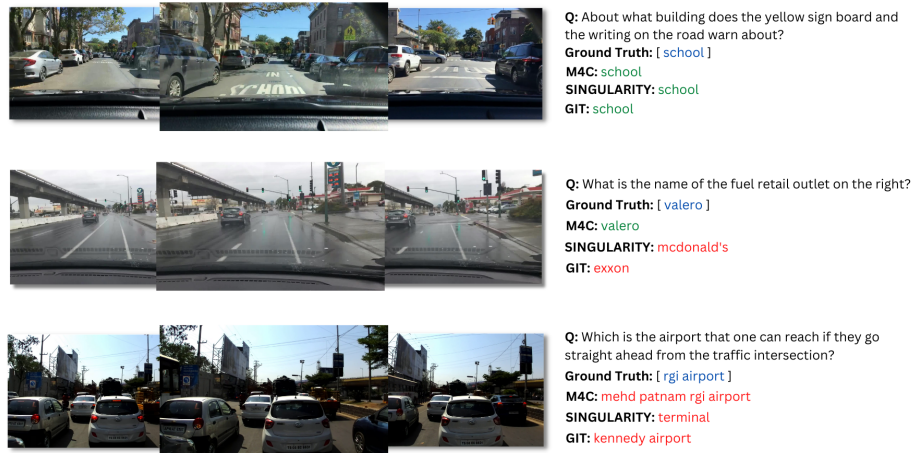 Q: About what building does the yellow sign board and
the writing on the road warn about?
Ground Truth: [ school ]
M4C: school
SINGULARITY: school
GIT: school
IN
SCHOOL
Q: What is the name of the fuel retail outlet on the right?
Ground Truth: [ valero ]
M4C: valero
SINGULARITY: mcdonald's
GIT: exxon
Q: Which is the airport that one can reach if they go
straight ahead from the traffic intersection?
Ground Truth: [ rgi airport ]
M4C: mehd patnam rgi airport
SINGULARITY: terminal
GIT: kennedy airport